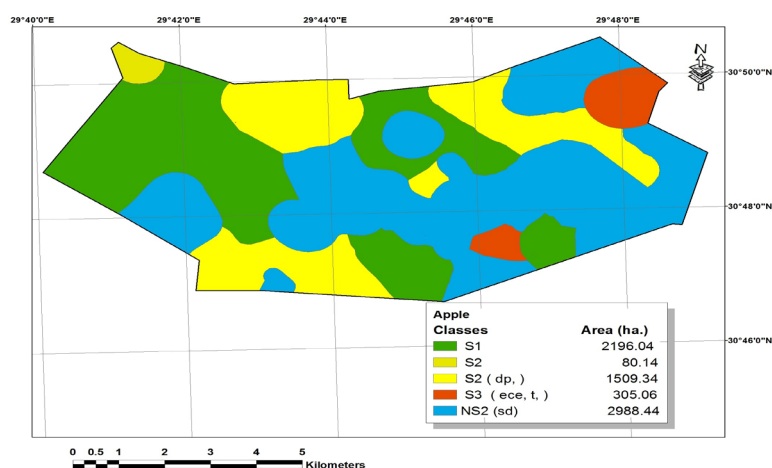 29°40'0"E 29°42'0"E 29°44'0"E 29°46'0"E 29°48'0"E
N
30°50'0"N
30°48'0"N
30°46'0"N
Apple
Classes Area (ha.)
S1 2196.04
S2 80.14
S2 ( dp, ) 1509.34
S3 ( ece, t, ) 305.06
NS2 (sd) 2988.44
0 0.5 1 2 3 4 5
Kilometers